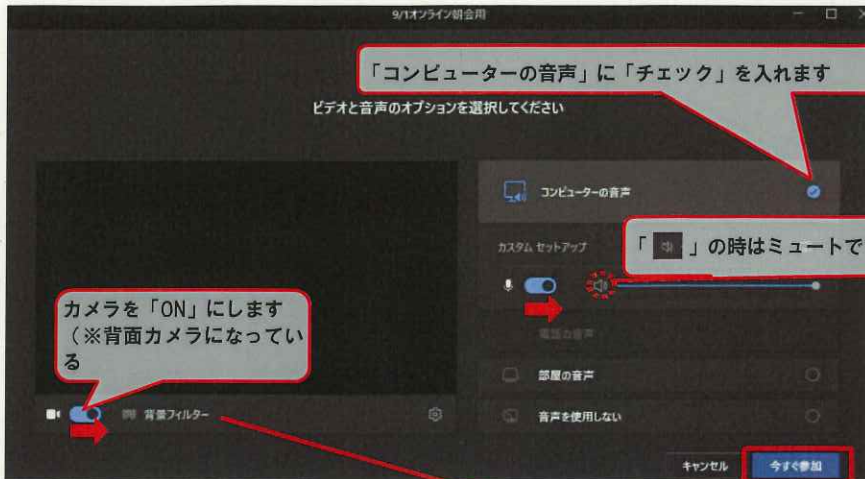 9/1オンライン朝会用
「コンピューターの音声」に「チェック」を入れます
ビデオと音声のオプションを選択してください
コンピューターの音声
カスタム セットアップ
「 」の時はミュートで
カメラを「ON」にします
（※背面カメラになってい
る
電話の音声
部屋の音声
背景フィルター
音声を使用しない
キャンセル
今すぐ参加